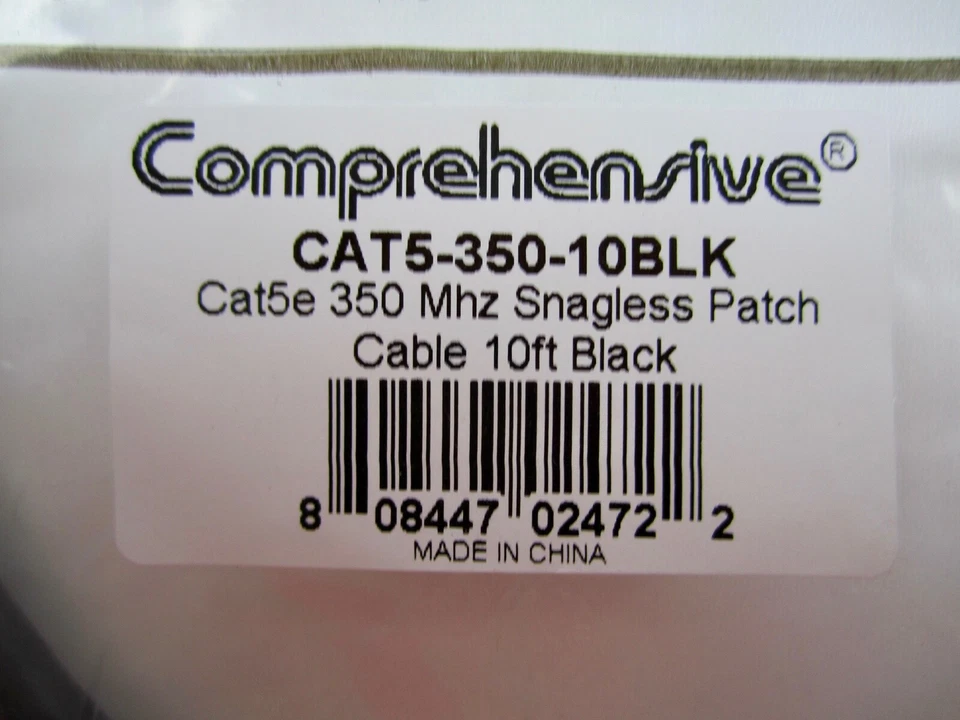 Comprehensive®
CAT5-350-10BLK
Cat5e 350 Mhz Snagless Patch
Cable 10ft Black
8 08447 02472 2
MADE IN CHINA